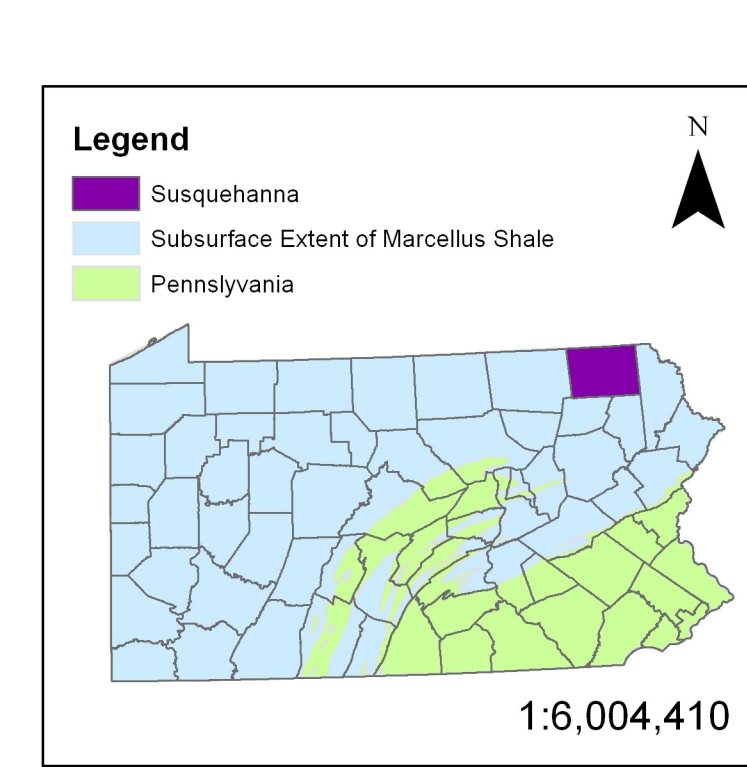 Legend
N
Susquehanna
Subsurface Extent of Marcellus Shale
Pennslyvania
1:6,004,410